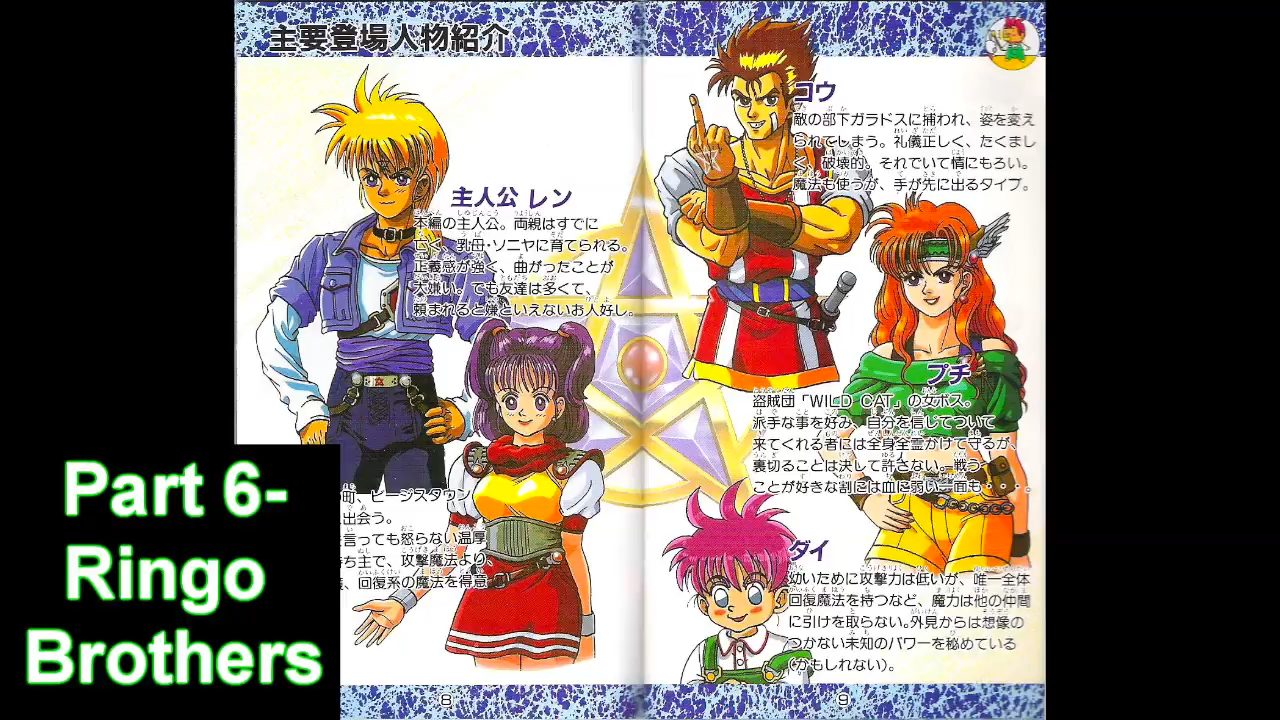 主要登場人物紹介
主人公 レン
本編の主人公。両親はすでに
亡く、乳母・ソニヤに育てられる。
正義感が強く、曲がったことが
大嫌い。でも友達は多くて、
頼まれると嫌といえないお人好し。
町、ビージスタウン
出会う。
言っても怒らない温厚
ち主で、攻撃魔法より
、回復系の魔法を得意
コウ
敵の部下ガラドスに捕われ、姿を変え
られてしまう。礼儀正しく、たくまし
く、破壊的。それでいて情にもろい。
魔法も使うが、手が先に出るタイプ。
プチ
盗賊団「WILD CAT」の女ボス。
派手な事を好み、自分を信じてついて
来てくれる者には全身全霊かけて守るが、
裏切ることは決して許さない。戦う
ことが好きな割には血に弱い一面も・・・。
ダイ
幼いために攻撃力は低いが、唯一全体
回復魔法を持つなど、魔力は他の仲間
に引けを取らない。外見からは想像の
つかない未知のパワーを秘めている
(かもしれない)。
8
9
Part 6-
Ringo
Brothers